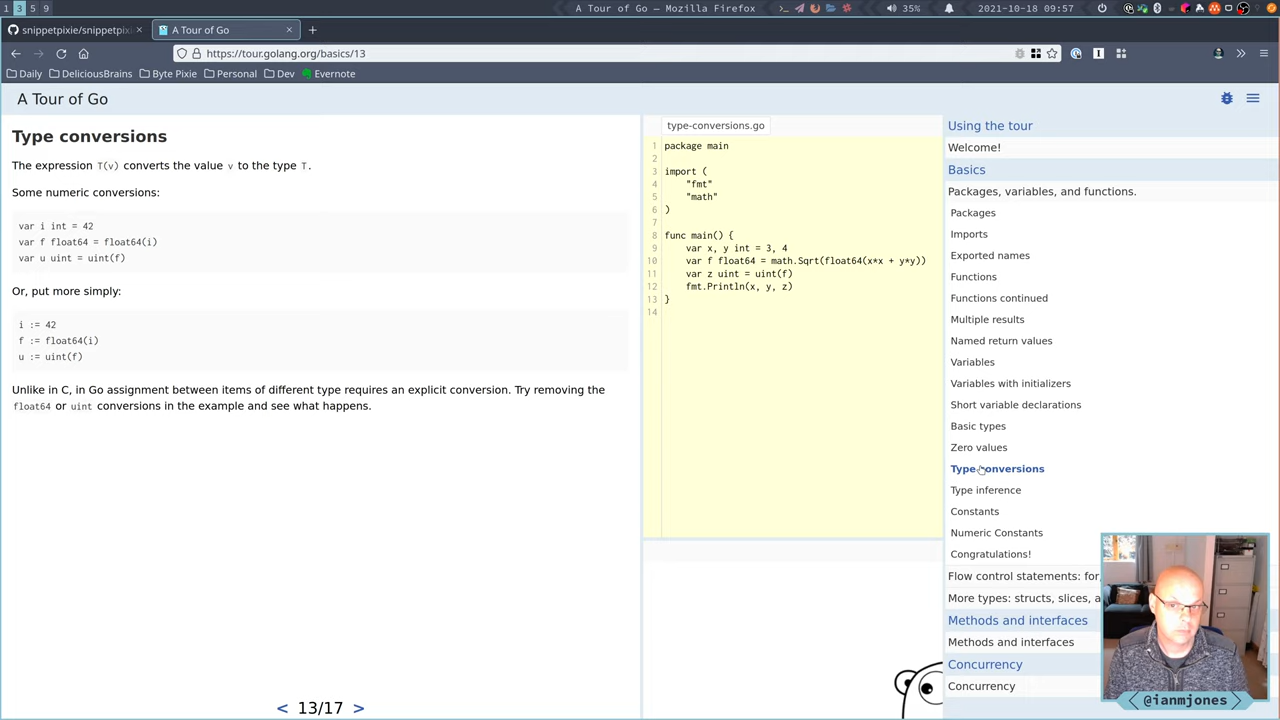 1 3 5 9
A Tour of Go — Mozilla Firefox
35%
2021-10-18 09:57
snippetpixie/snippetpixi ×
A Tour of Go ×
https://tour.golang.org/basics/13
Daily
DeliciousBrains
Byte Pixie
Personal
Dev
Evernote
A Tour of Go
Type conversions
The expression T(v) converts the value v to the type T.
Some numeric conversions:
var i int = 42
var f float64 = float64(i)
var u uint = uint(f)
Or, put more simply:
i := 42
f := float64(i)
u := uint(f)
Unlike in C, in Go assignment between items of different type requires an explicit conversion. Try removing the
float64 or uint conversions in the example and see what happens.
< 13/17 >
type-conversions.go
1 package main
2
3 import (
4 "fmt"
5 "math"
6 )
7
8 func main() {
9 var x, y int = 3, 4
10 var f float64 = math.Sqrt(float64(x*x + y*y))
11 var z uint = uint(f)
12 fmt.Println(x, y, z)
13 }
14
Using the tour
Welcome!
Basics
Packages, variables, and functions.
Packages
Imports
Exported names
Functions
Functions continued
Multiple results
Named return values
Variables
Variables with initializers
Short variable declarations
Basic types
Zero values
Type conversions
Type inference
Constants
Numeric Constants
Congratulations!
Flow control statements: for,
More types: structs, slices, a
Methods and interfaces
Methods and interfaces
Concurrency
Concurrency
@ianmjones